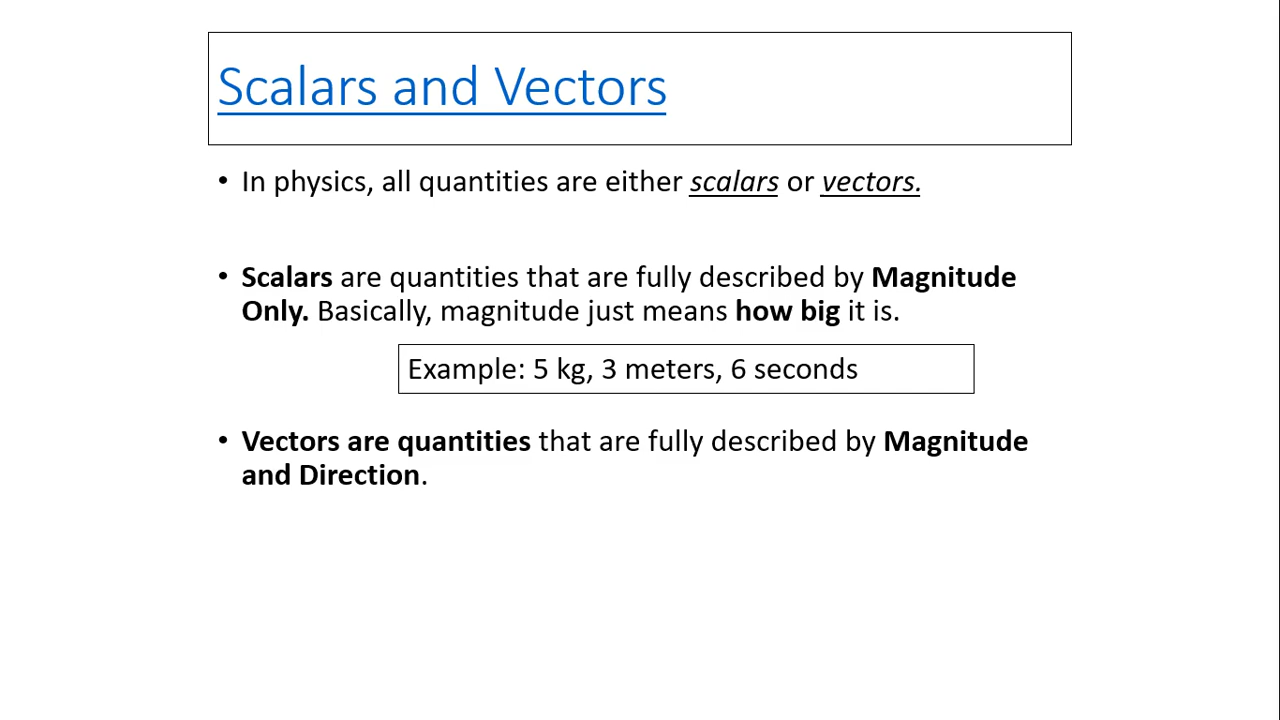 Scalars and Vectors
• In physics, all quantities are either scalars or vectors.
• Scalars are quantities that are fully described by Magnitude
Only. Basically, magnitude just means how big it is.
Example: 5 kg, 3 meters, 6 seconds
• Vectors are quantities that are fully described by Magnitude
and Direction.